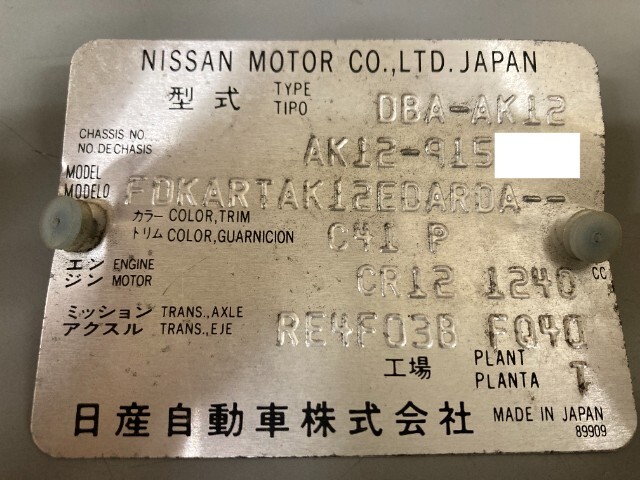 NISSAN MOTOR CO.,LTD. JAPAN
型式 TYPE TIPO DBA-AK12
CHASSIS NO. NO. DE CHASIS AK12-915
MODEL MODELO FDKARTAK12EDARDA--
カラー COLOR,TRIM
トリム COLOR,GUARNICION C41 P
エンジン ENGINE MOTOR CR12 1240 CC
ミッション TRANS.,AXLE
アクスル TRANS.,EJE RE4F03B FQ40
工場 PLANT PLANTA T
日産自動車株式会社 MADE IN JAPAN
89909